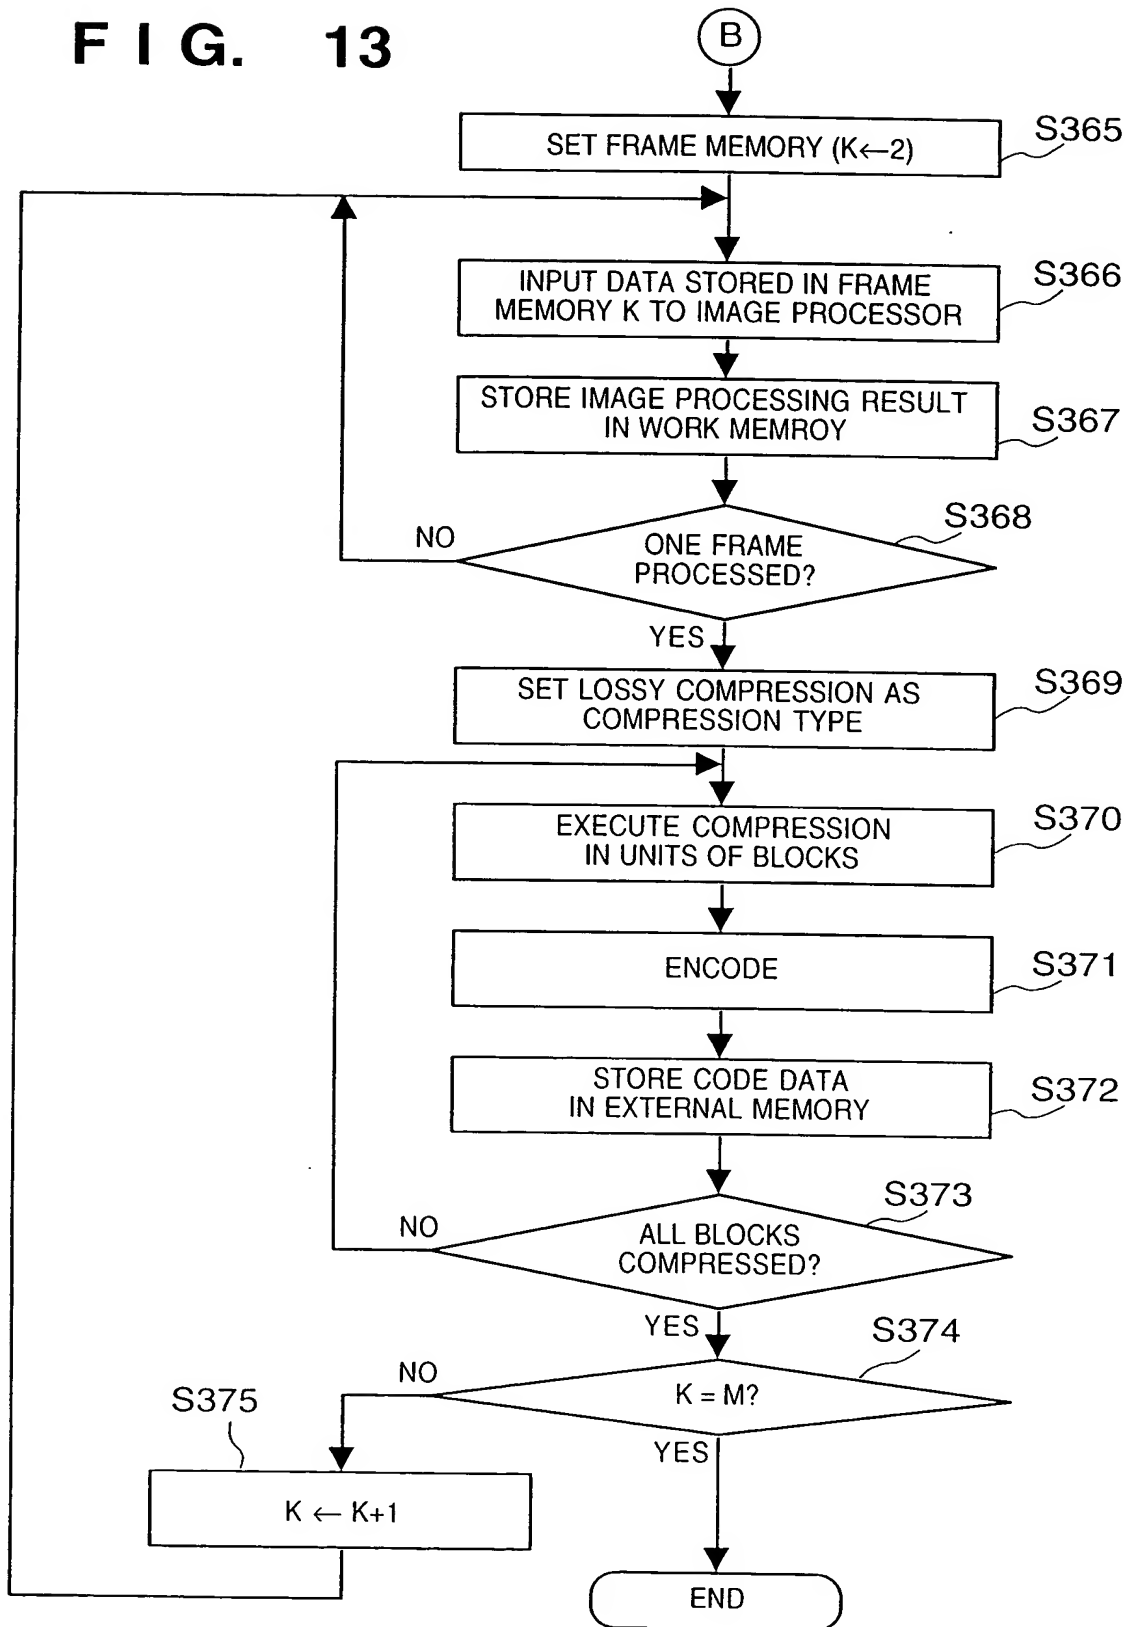 FIG. 13
B
SET FRAME MEMORY (K←2)
S365
INPUT DATA STORED IN FRAME
MEMORY K TO IMAGE PROCESSOR
S366
STORE IMAGE PROCESSING RESULT
IN WORK MEMROY
S367
ONE FRAME
PROCESSED?
S368
NO
YES
SET LOSSY COMPRESSION AS
COMPRESSION TYPE
S369
EXECUTE COMPRESSION
IN UNITS OF BLOCKS
S370
ENCODE
S371
STORE CODE DATA
IN EXTERNAL MEMORY
S372
ALL BLOCKS
COMPRESSED?
S373
NO
YES
K = M?
S374
NO
YES
S375
K ← K+1
END